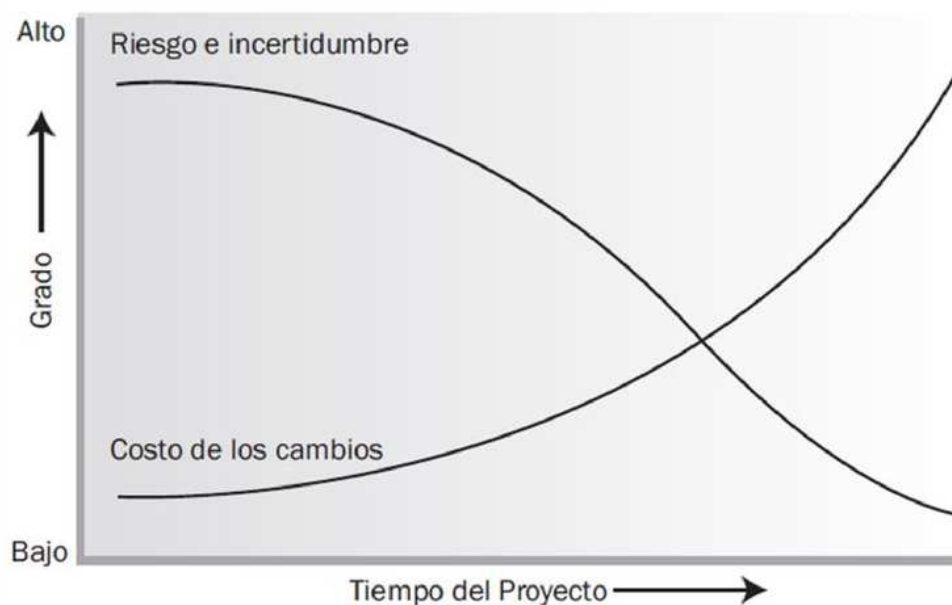 Alto
Riesgo e incertidumbre
Grado
Costo de los cambios
Bajo
Tiempo del Proyecto